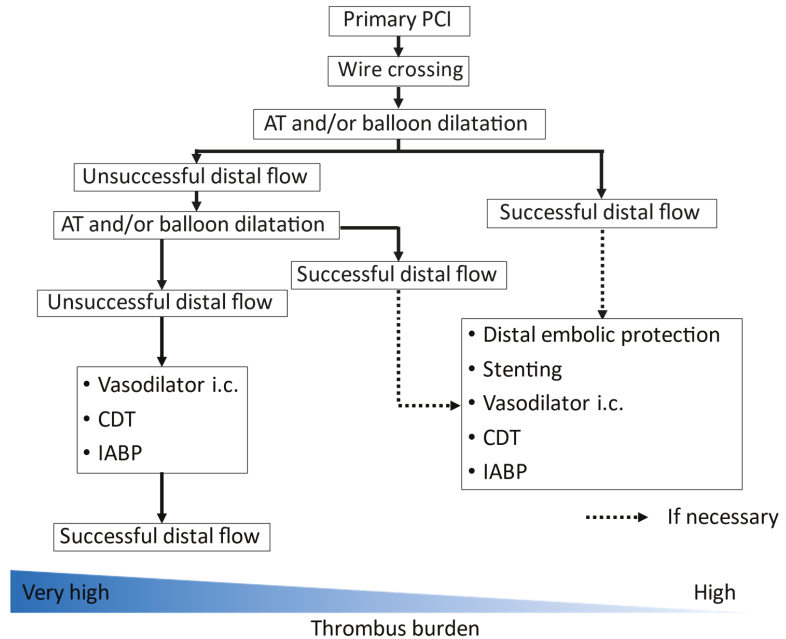 Primary PCI
Wire crossing
AT and/or balloon dilatation
Unsuccessful distal flow
Successful distal flow
AT and/or balloon dilatation
Successful distal flow
Unsuccessful distal flow
• Distal embolic protection
• Stenting
• Vasodilator i.c.
• CDT
• IABP
• Vasodilator i.c.
• CDT
• IABP
If necessary
Successful distal flow
Very high
High
Thrombus burden